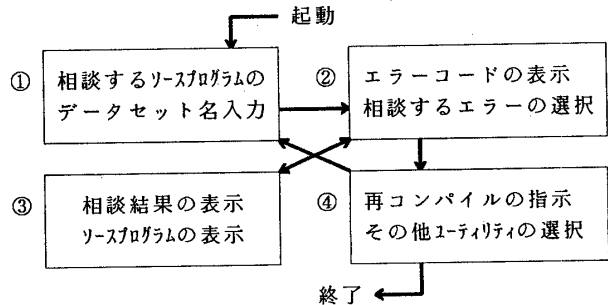 起動
① 相談するソースプログラムの
データセット名入力
② エラーコードの表示
相談するエラーの選択
③ 相談結果の表示
ソースプログラムの表示
④ 再コンパイルの指示
その他ユーティリティの選択
終了